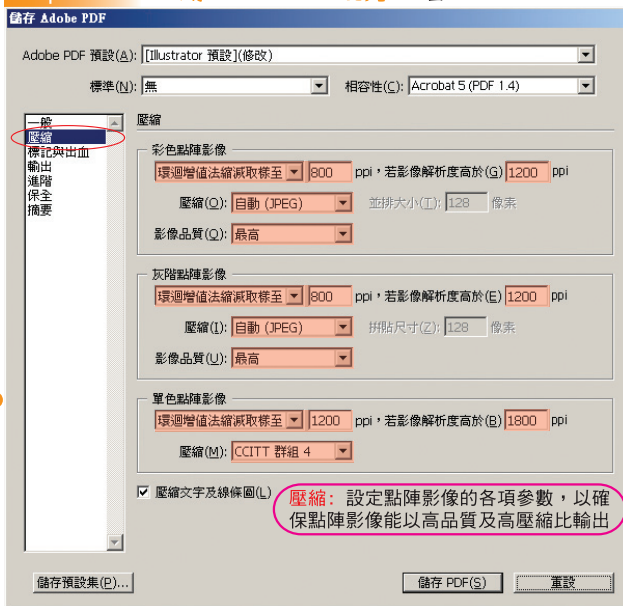 儲存 Adobe PDF
Adobe PDF 預設(A): [Illustrator 預設](修改)
標準(N): 無 相容性(C): Acrobat 5 (PDF 1.4)
一般
壓縮
標記與出血
輸出
進階
保全
摘要
壓縮
彩色點陣影像
環迴增值法縮減取樣至 800 ppi，若影像解析度高於(G) 1200 ppi
壓縮(O): 自動 (JPEG) 並排大小(T): 128 像素
影像品質(Q): 最高
灰階點陣影像
環迴增值法縮減取樣至 800 ppi，若影像解析度高於(E) 1200 ppi
壓縮(I): 自動 (JPEG) 拼貼尺寸(Z): 128 像素
影像品質(U): 最高
單色點陣影像
環迴增值法縮減取樣至 1200 ppi，若影像解析度高於(B) 1800 ppi
壓縮(M): CCITT 群組 4
壓縮文字及線條圖(L)
壓縮: 設定點陣影像的各項參數，以確
保點陣影像能以高品質及高壓縮比輸出
儲存預設集(P)... 儲存 PDF(S) 重設